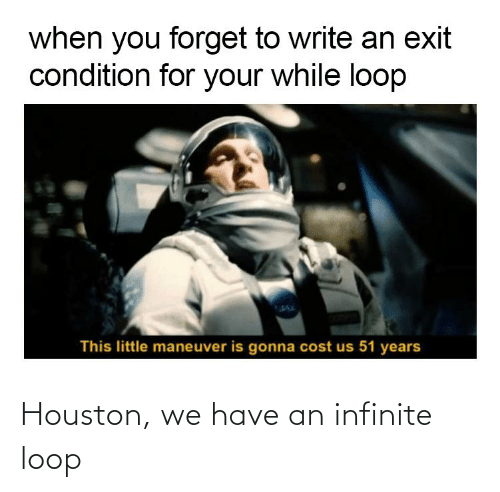 when you forget to write an exit
condition for your while loop
This little maneuver is gonna cost us 51 years
Houston, we have an infinite
loop